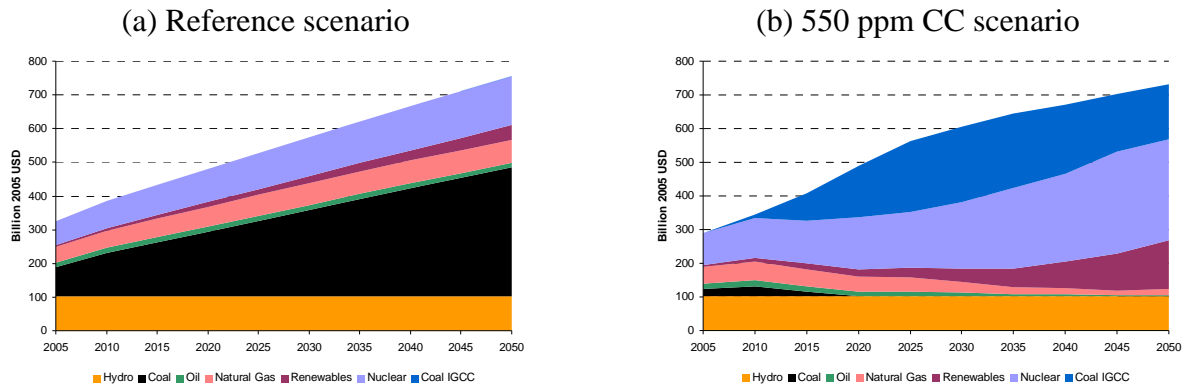 (a) Reference scenario
(b) 550 ppm CC scenario
Billion 2005 USD
800
700
600
500
400
300
200
100
0
2005 2010 2015 2020 2025 2030 2035 2040 2045 2050
Hydro Coal Oil Natural Gas Renewables Nuclear Coal IGCC
Billion 2005 USD
800
700
600
500
400
300
200
100
0
2005 2010 2015 2020 2025 2030 2035 2040 2045 2050
Hydro Coal Oil Natural Gas Renewables Nuclear Coal IGCC